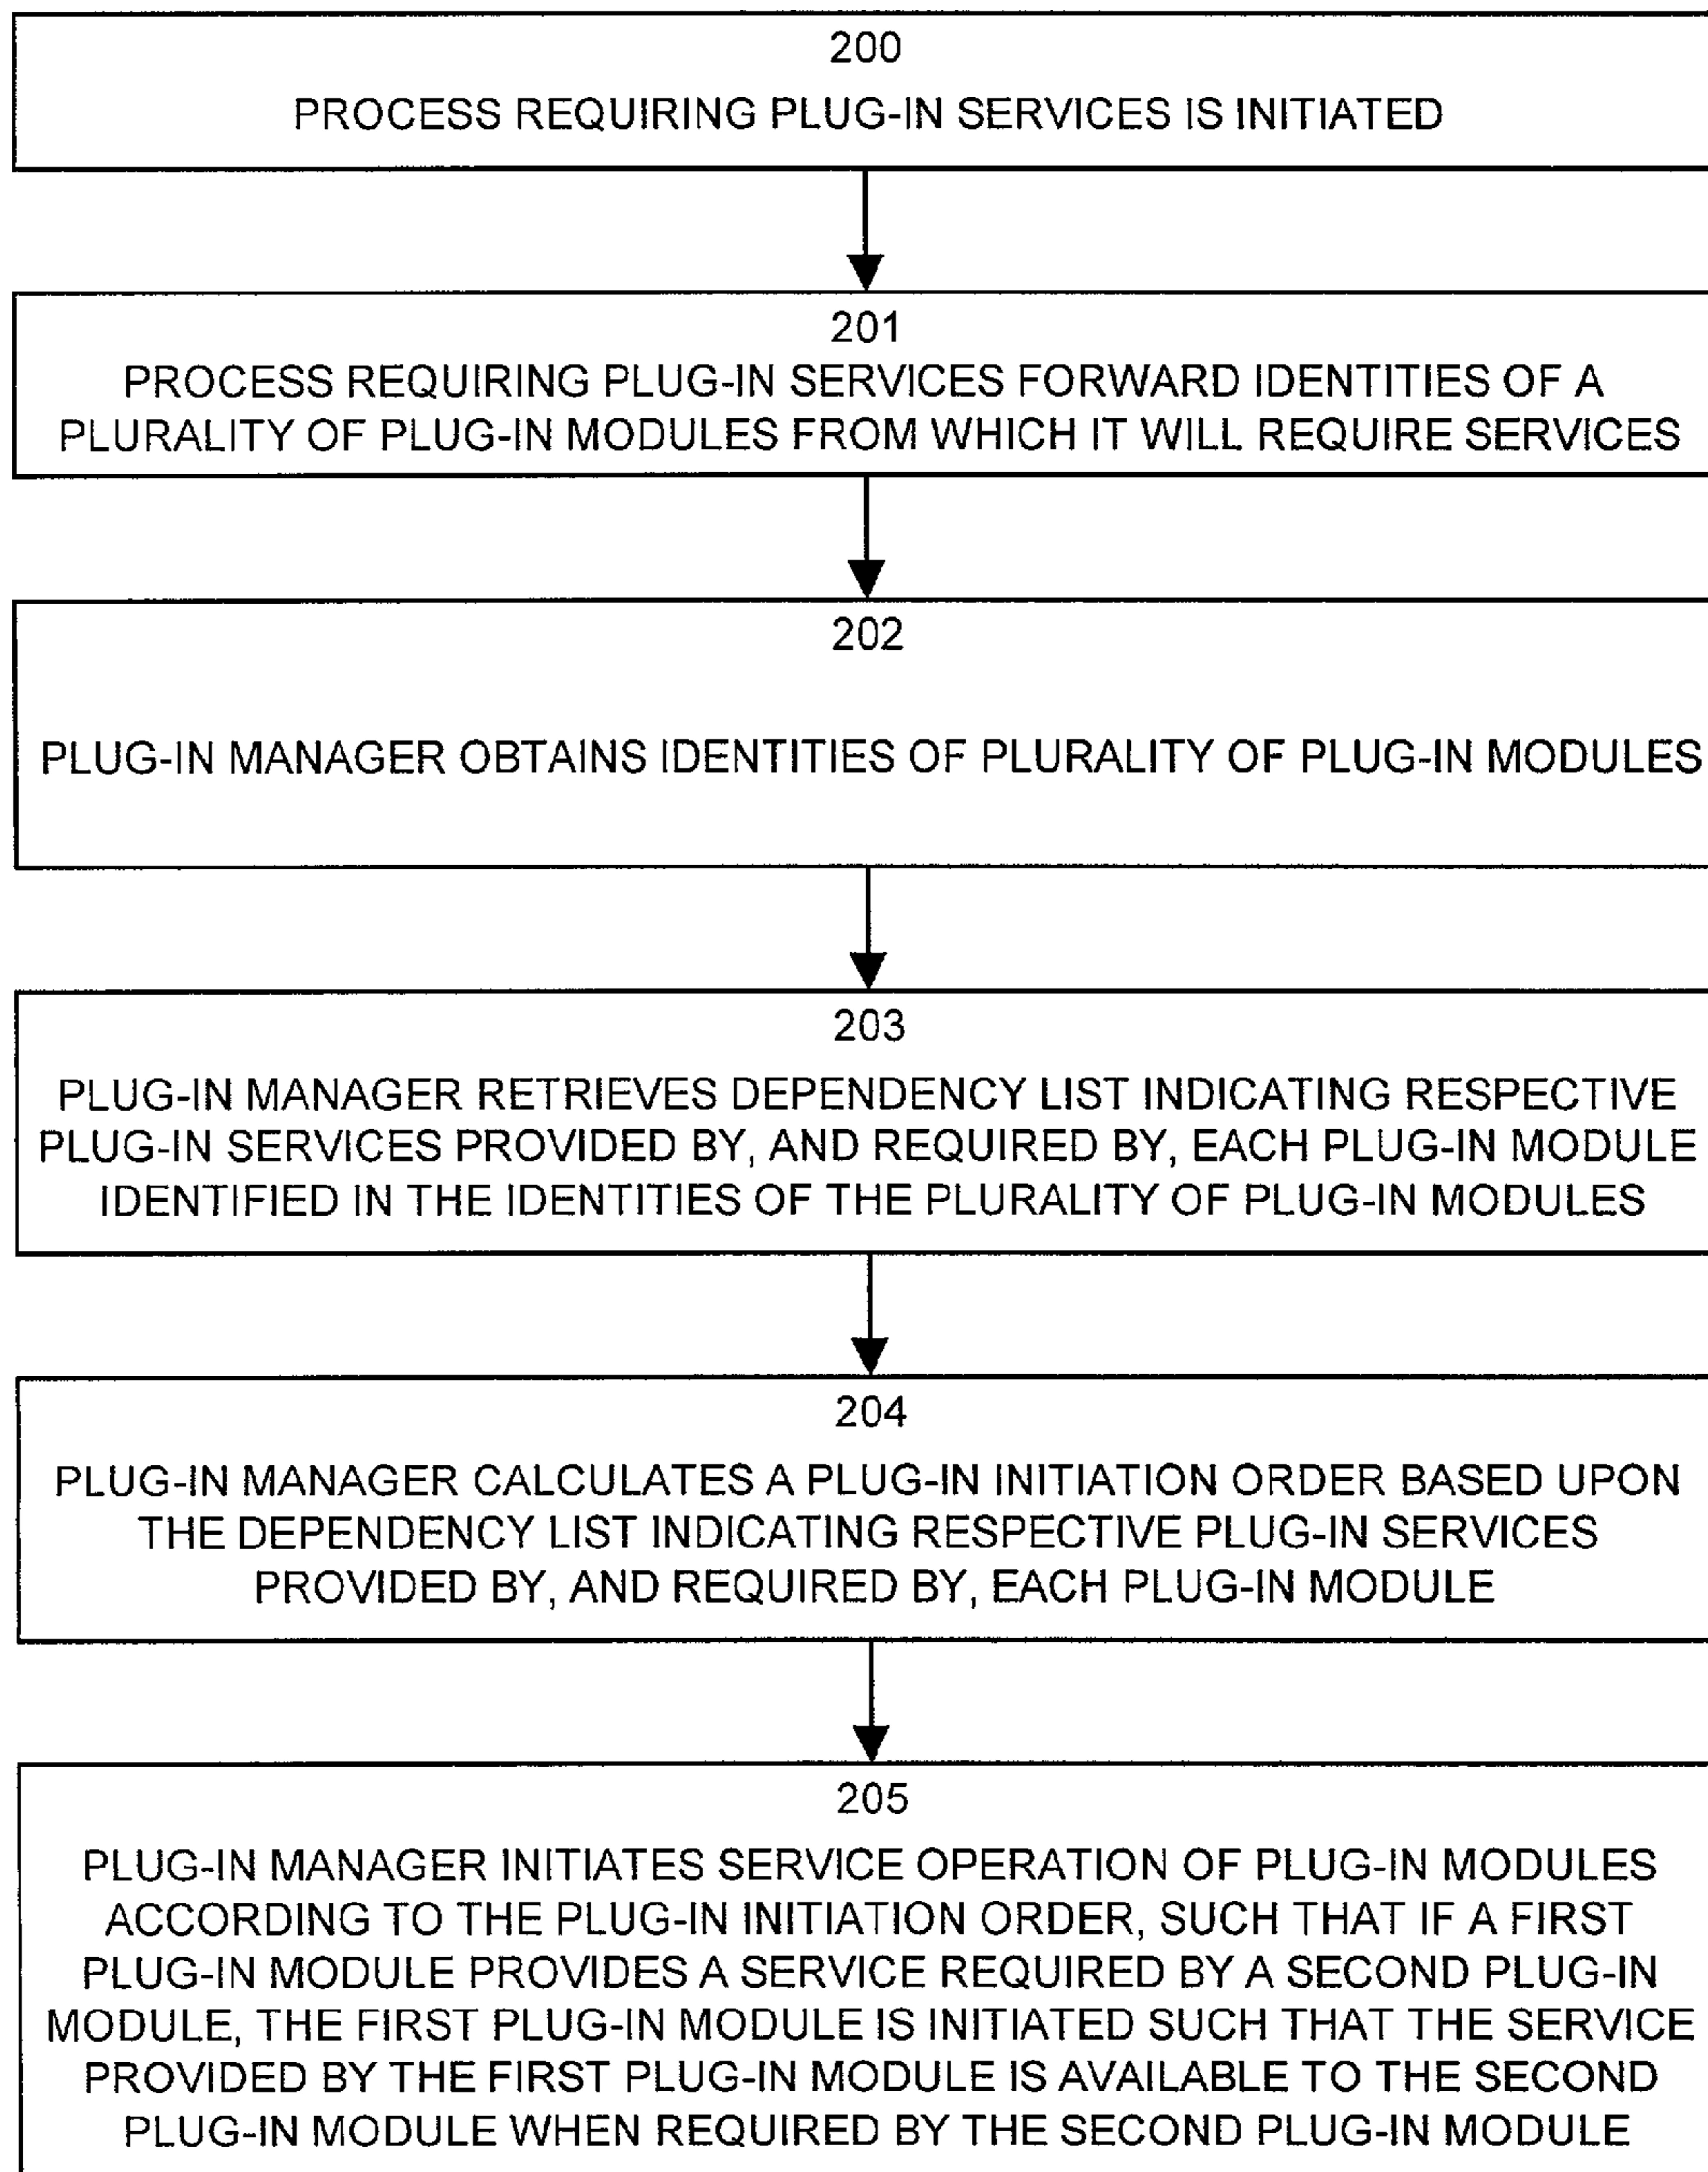 200
PROCESS REQUIRING PLUG-IN SERVICES IS INITIATED
201
PROCESS REQUIRING PLUG-IN SERVICES FORWARD IDENTITIES OF A
PLURALITY OF PLUG-IN MODULES FROM WHICH IT WILL REQUIRE SERVICES
202
PLUG-IN MANAGER OBTAINS IDENTITIES OF PLURALITY OF PLUG-IN MODULES
203
PLUG-IN MANAGER RETRIEVES DEPENDENCY LIST INDICATING RESPECTIVE
PLUG-IN SERVICES PROVIDED BY, AND REQUIRED BY, EACH PLUG-IN MODULE
IDENTIFIED IN THE IDENTITIES OF THE PLURALITY OF PLUG-IN MODULES
204
PLUG-IN MANAGER CALCULATES A PLUG-IN INITIATION ORDER BASED UPON
THE DEPENDENCY LIST INDICATING RESPECTIVE PLUG-IN SERVICES
PROVIDED BY, AND REQUIRED BY, EACH PLUG-IN MODULE
205
PLUG-IN MANAGER INITIATES SERVICE OPERATION OF PLUG-IN MODULES
ACCORDING TO THE PLUG-IN INITIATION ORDER, SUCH THAT IF A FIRST
PLUG-IN MODULE PROVIDES A SERVICE REQUIRED BY A SECOND PLUG-IN
MODULE, THE FIRST PLUG-IN MODULE IS INITIATED SUCH THAT THE SERVICE
PROVIDED BY THE FIRST PLUG-IN MODULE IS AVAILABLE TO THE SECOND
PLUG-IN MODULE WHEN REQUIRED BY THE SECOND PLUG-IN MODULE